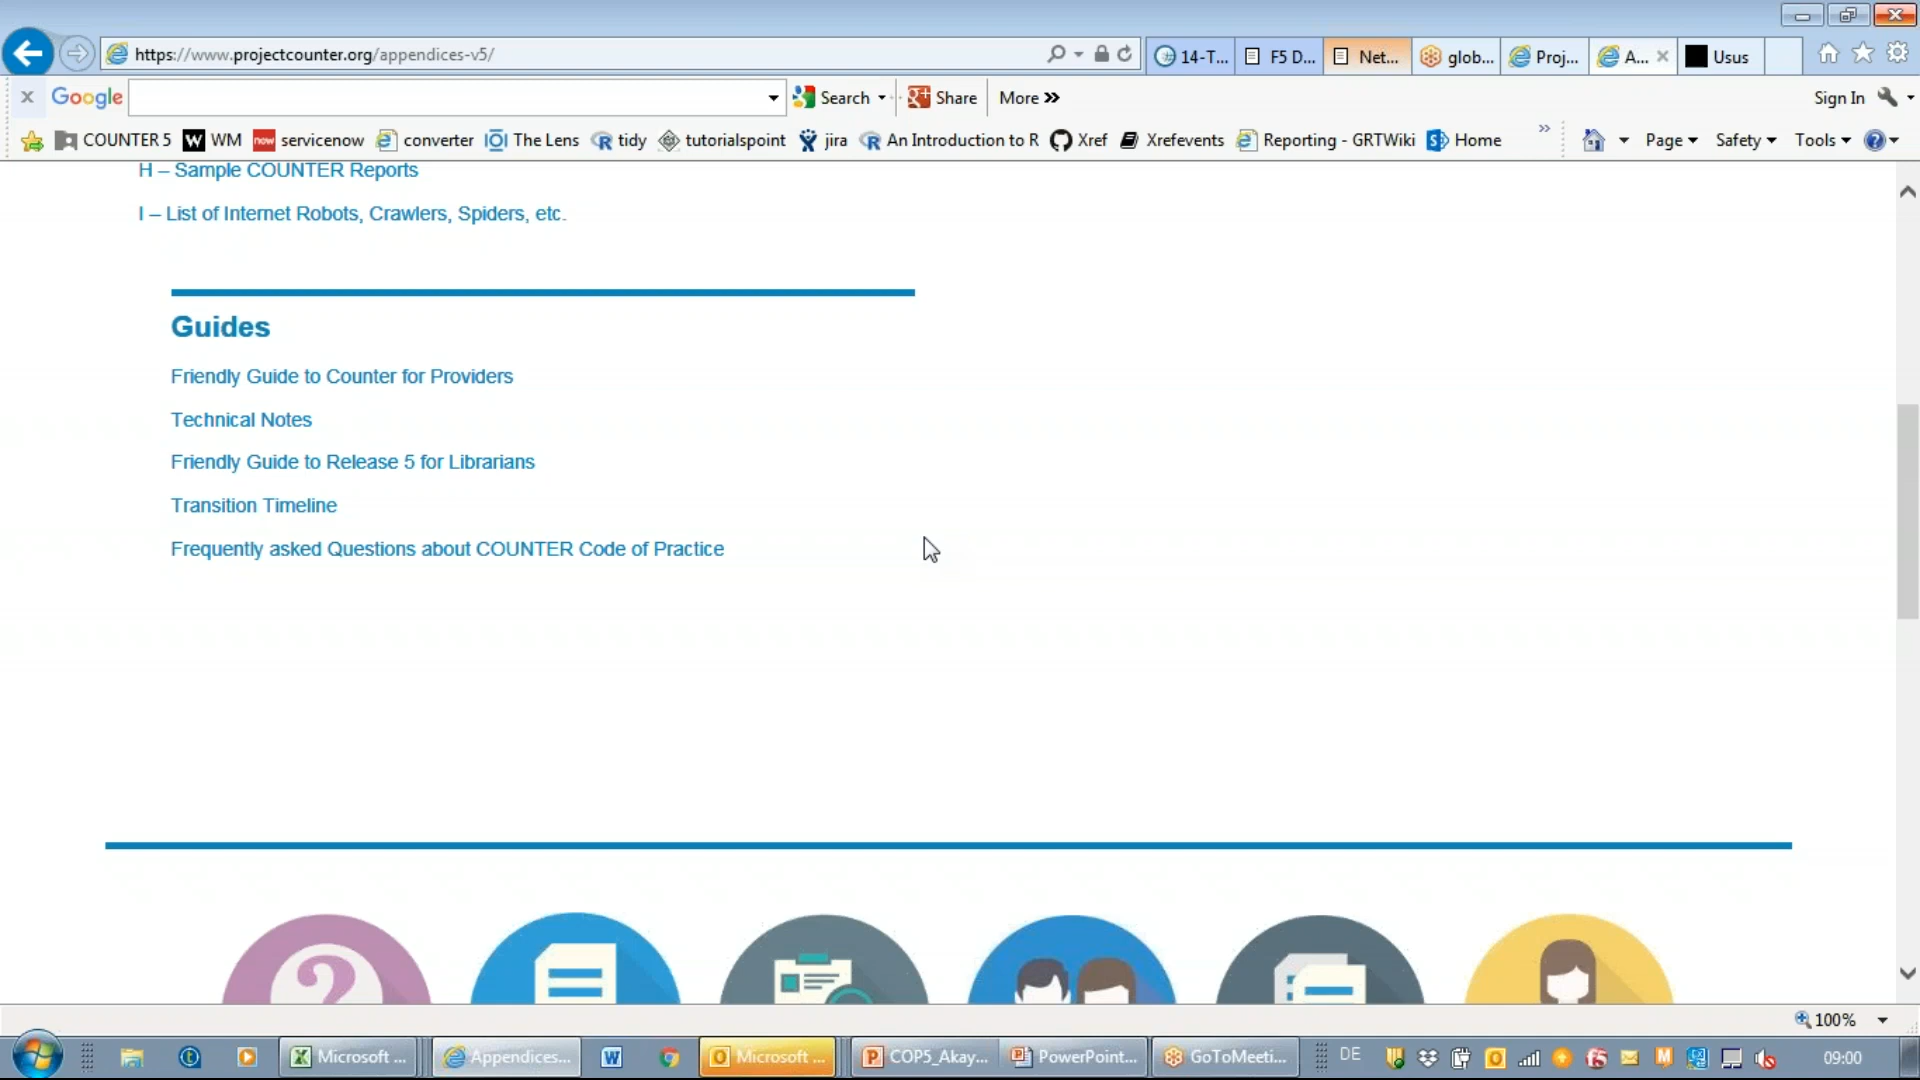 https://www.projectcounter.org/appendices-v5/
14-T...
F5 D...
Net...
glob...
Proj...
A...
Usus
x Google
Search
Share
More »
Sign In
COUNTER 5
WM
now servicenow
converter
The Lens
tidy
tutorialspoint
jira
An Introduction to R
Xref
Xrefevents
Reporting - GRTWiki
Home
»
Page
Safety
Tools
H – Sample COUNTER Reports
I – List of Internet Robots, Crawlers, Spiders, etc.
Guides
Friendly Guide to Counter for Providers
Technical Notes
Friendly Guide to Release 5 for Librarians
Transition Timeline
Frequently asked Questions about COUNTER Code of Practice
100%
Microsoft ...
Appendices...
Microsoft ...
COP5_Akay...
PowerPoint...
GoToMeeti...
DE
09:00